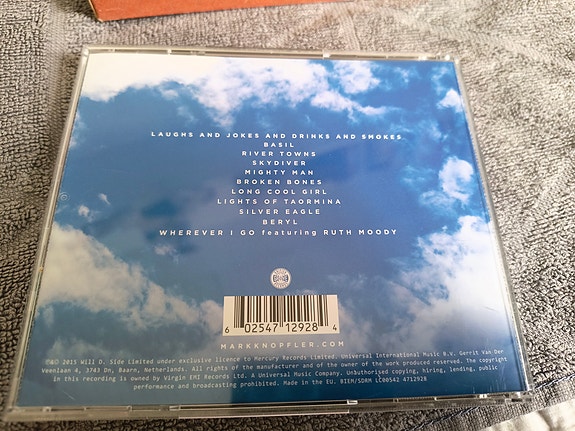 LAUGHS AND JOKES AND DRINKS AND SMOKES
BASIL
RIVER TOWNS
SKYDIVER
MIGHTY MAN
BROKEN BONES
LONG COOL GIRL
LIGHTS OF TAORMINA
SILVER EAGLE
BERYL
WHEREVER I GO featuring RUTH MOODY
6 02547 12928 4
MARKKNOPFLER.COM
℗&© 2015 Will D. Side Limited under exclusive licence to Mercury Records Limited. Universal International Music B.V. Gerrit Van Der
Veenlaan 4, 3743 Dn, Baarn, Netherlands. All rights of the manufacturer and of the owner of the work produced reserved. The copyright
in this recording is owned by Virgin EMI Records Ltd. A Universal Music Company. Unauthorised copying, hiring, lending, public
performance and broadcasting prohibited. Made in the EU. BIEM/SDRM LC00542 4712928